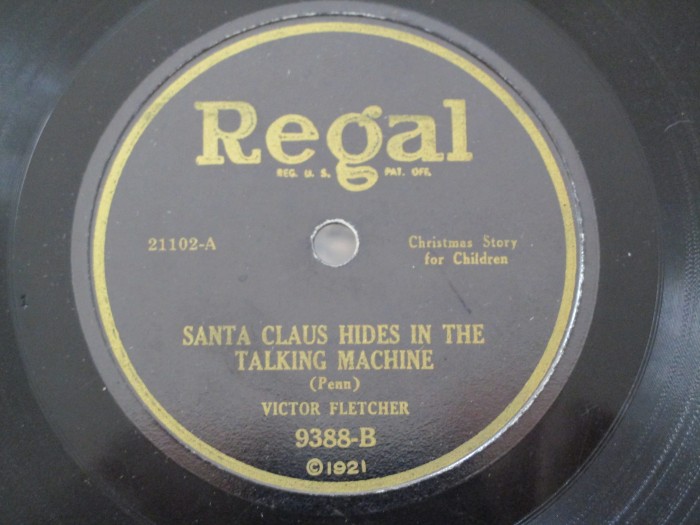 Regal
REG. U. S. PAT. OFF.
21102-A
Christmas Story
for Children
SANTA CLAUS HIDES IN THE
TALKING MACHINE
(Penn)
VICTOR FLETCHER
9388-B
©1921